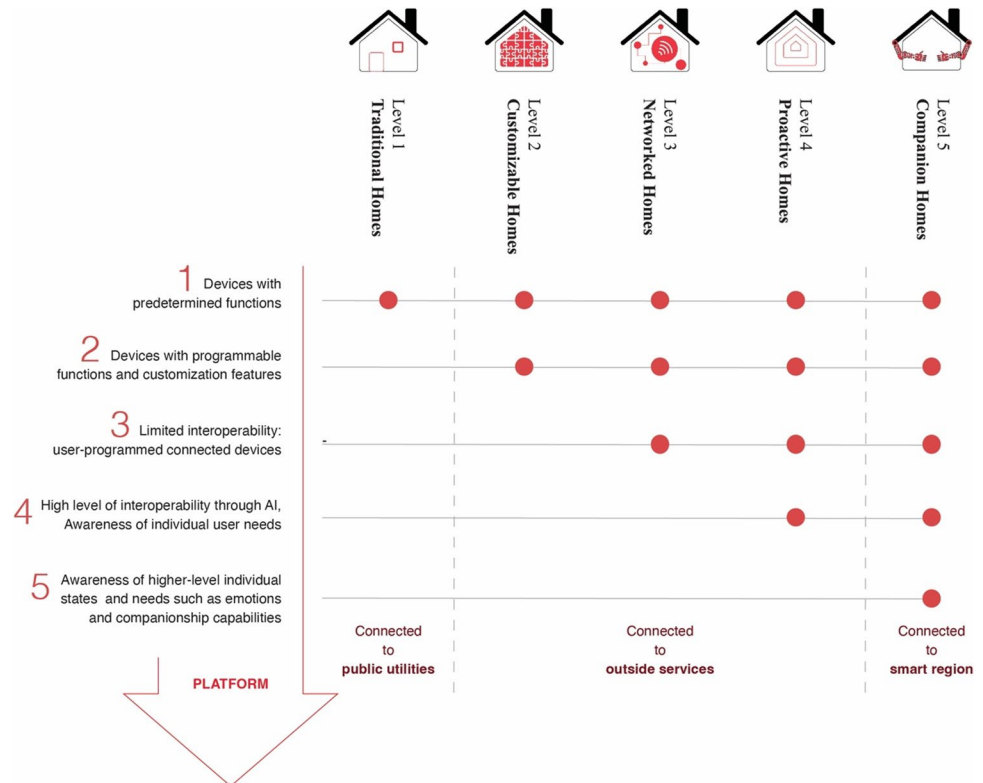 Level 1
Traditional Homes
Level 2
Customizable Homes
Level 3
Networked Homes
Level 4
Proactive Homes
Level 5
Companion Homes
1 Devices with
predetermined functions
2 Devices with programmable
functions and customization features
3 Limited interoperability:
user-programmed connected devices
4 High level of interoperability through AI,
Awareness of individual user needs
5 Awareness of higher-level individual
states and needs such as emotions
and companionship capabilities
Connected
to
public utilities
Connected
to
outside services
Connected
to
smart region
PLATFORM